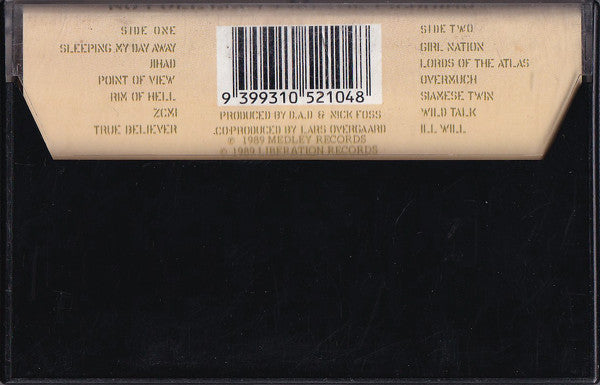 SIDE ONE
SLEEPING MY DAY AWAY
JIHAD
POINT OF VIEW
RIM OF HELL
ZCMI
TRUE BELIEVER
9 399310 521048
PRODUCED BY D.A.D & NICK FOSS
.CO-PRODUCED BY LARS OVERGAARD
℗ 1989 MEDLEY RECORDS
© 1989 LIBERATION RECORDS
SIDE TWO
GIRL NATION
LORDS OF THE ATLAS
OVERMUCH
SIAMESE TWIN
WILD TALK
ILL WILL